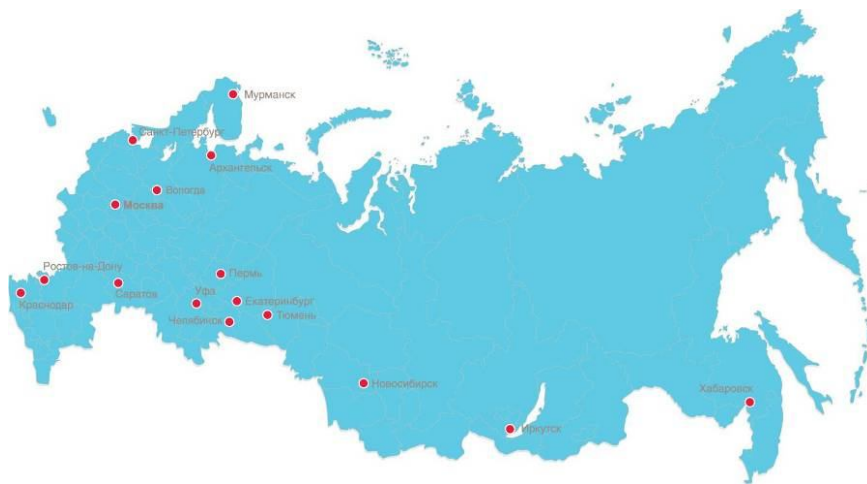 Мурманск
Санкт-Петербург
Архангельск
Вологда
Москва
Ростов-на-Дону
Пермь
Краснодар
Саратов
Уфа
Екатеринбург
Челябинск
Тюмень
Новосибирск
Хабаровск
Иркутск